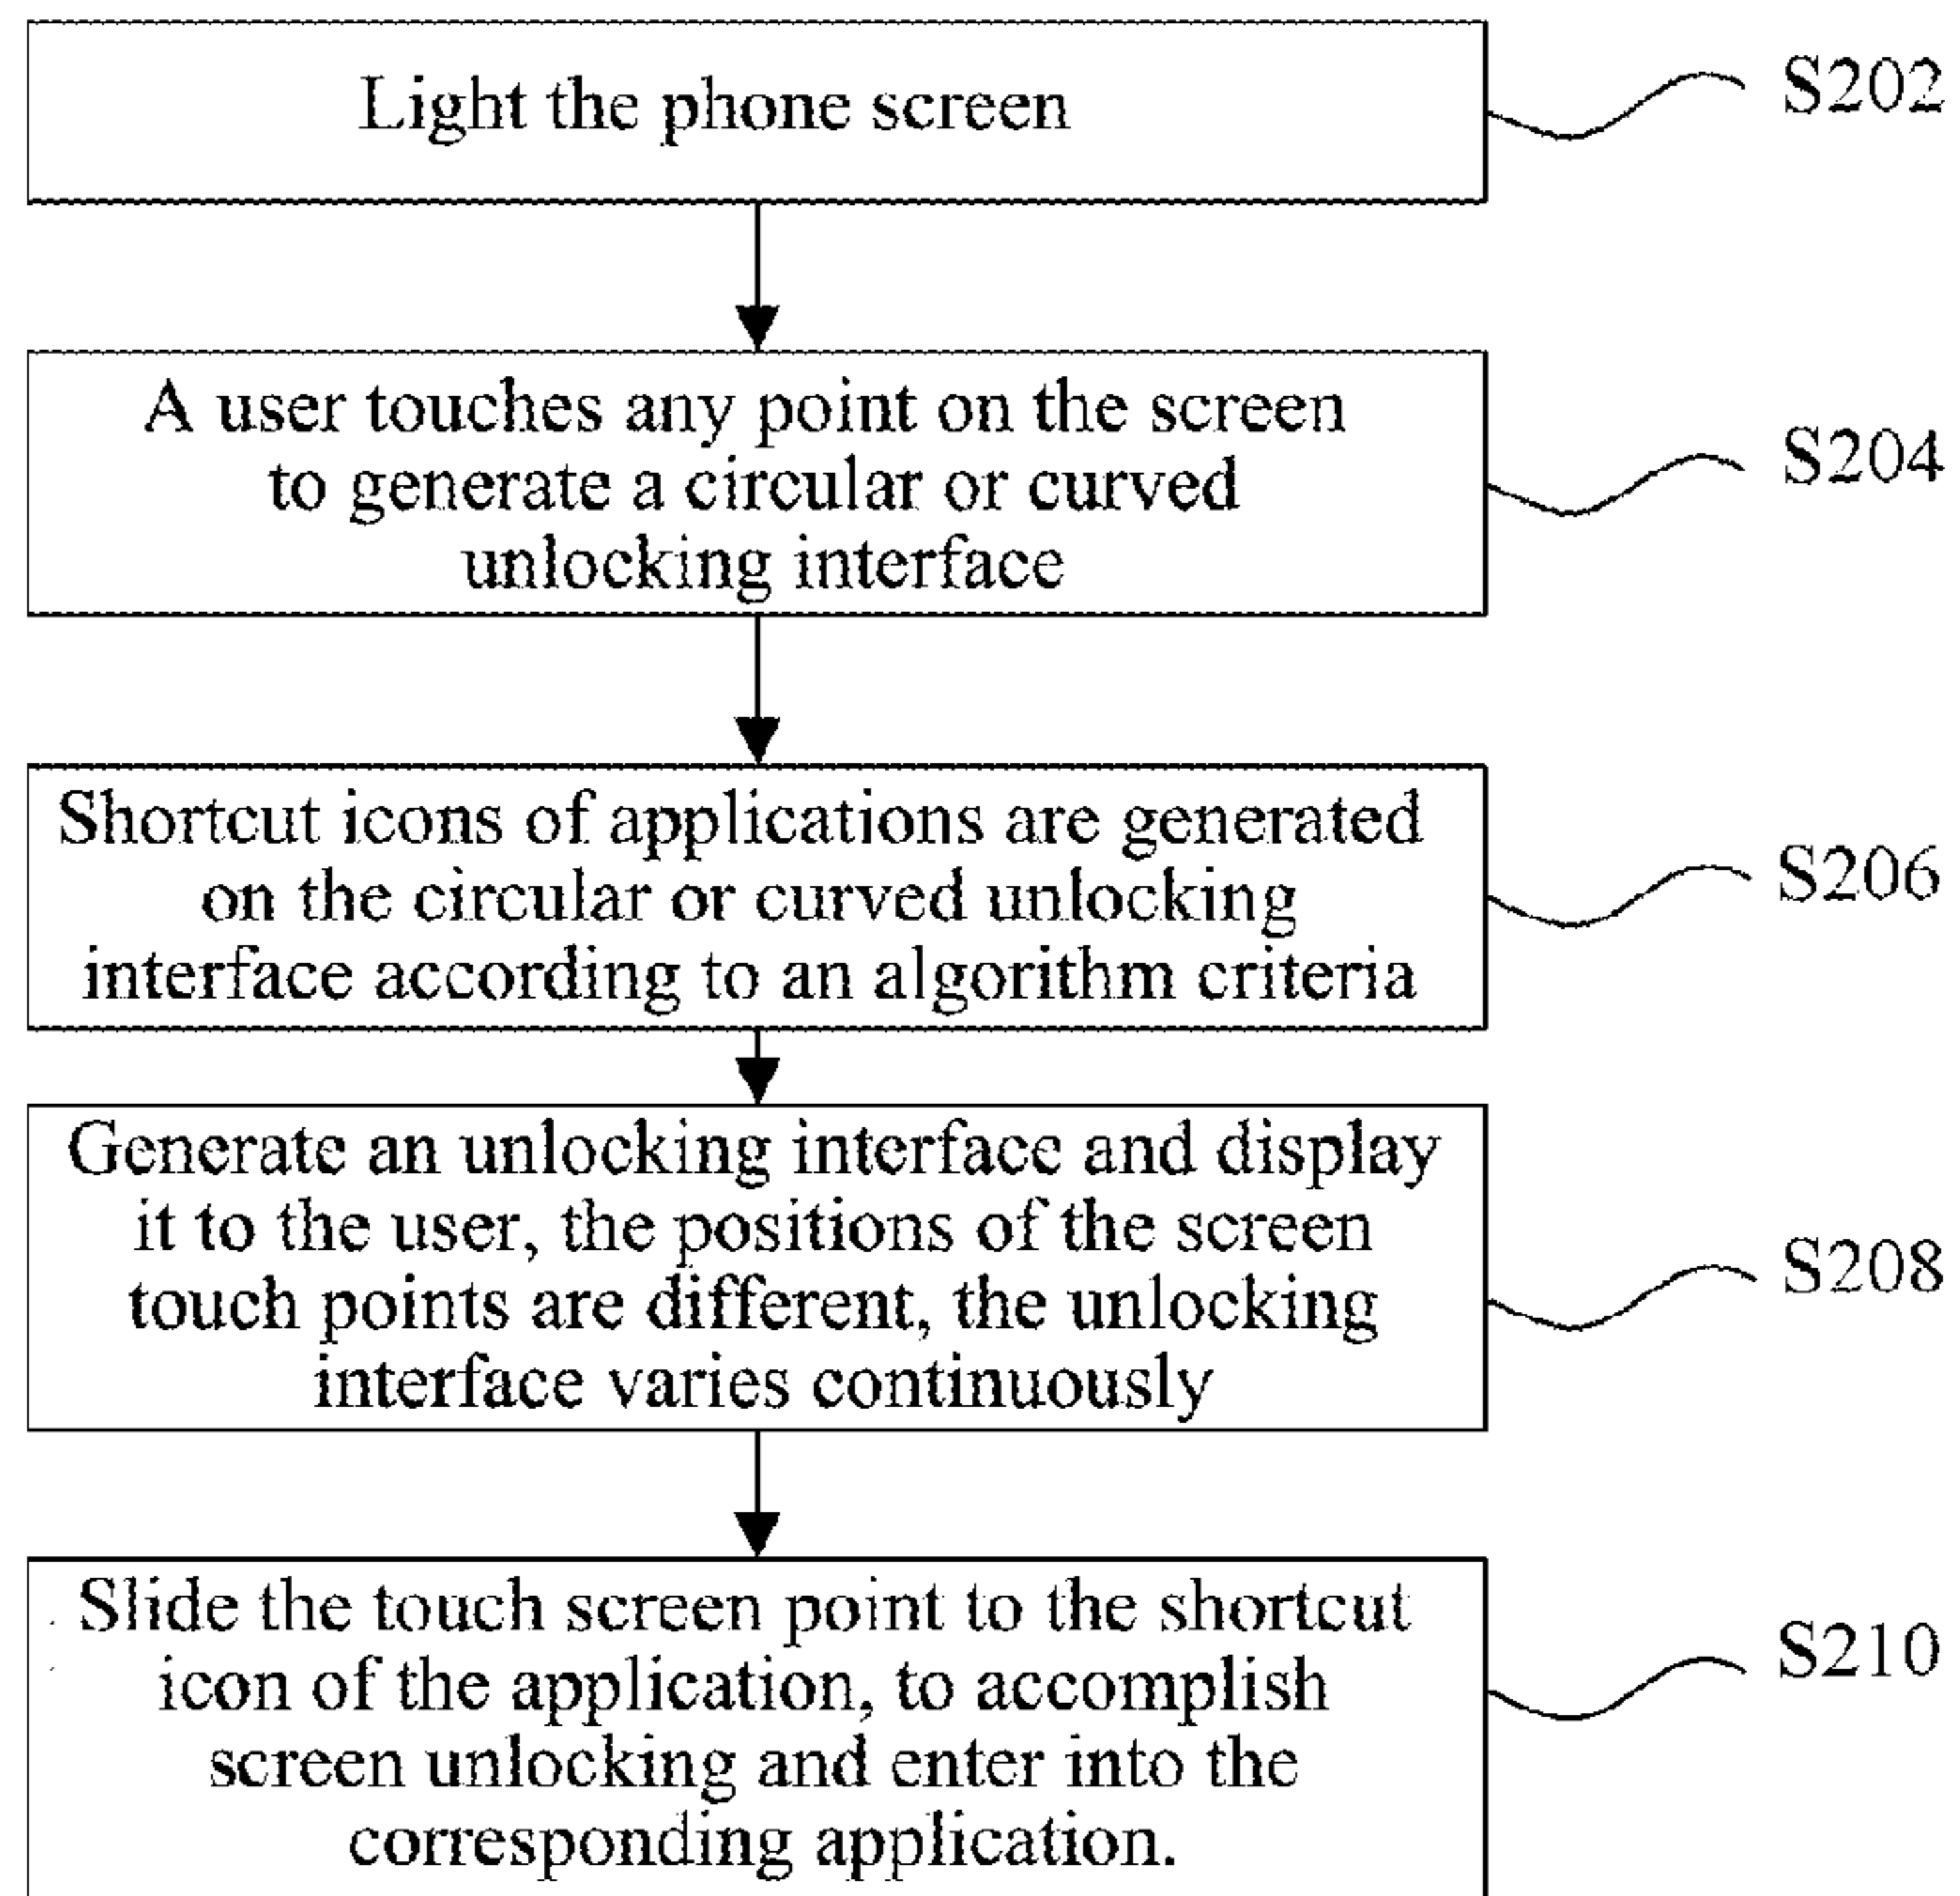 Light the phone screen
S202
A user touches any point on the screen
to generate a circular or curved
unlocking interface
S204
Shortcut icons of applications are generated
on the circular or curved unlocking
interface according to an algorithm criteria
S206
Generate an unlocking interface and display
it to the user, the positions of the screen
touch points are different, the unlocking
interface varies continuously
S208
Slide the touch screen point to the shortcut
icon of the application, to accomplish
screen unlocking and enter into the
corresponding application.
S210